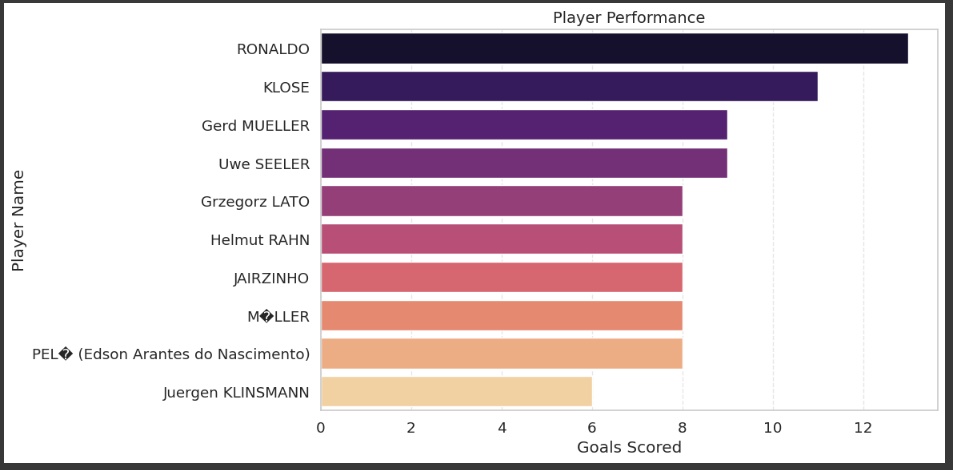 Player Performance
RONALDO
KLOSE
Gerd MUELLER
Uwe SEELER
Grzegorz LATO
Helmut RAHN
JAIRZINHO
M�LLER
PEL� (Edson Arantes do Nascimento)
Juergen KLINSMANN
Player Name
0 2 4 6 8 10 12
Goals Scored